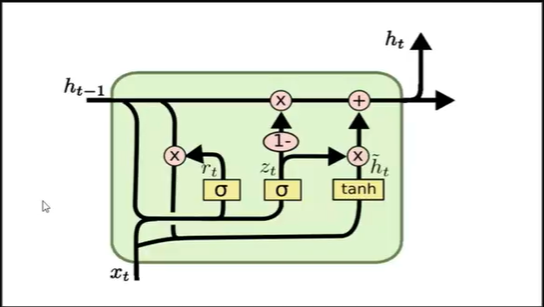 h_t
h_{t-1}
x + 
1-
x r_t z_t x h̃_t
σ σ tanh
x_t